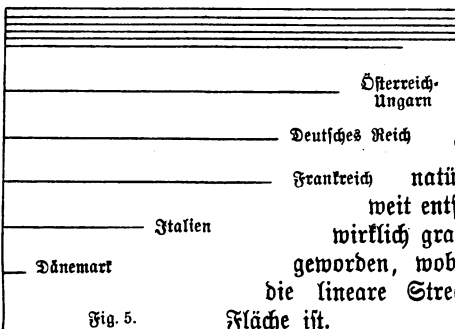 Österreich-
Ungarn
Deutsches Reich
Frankreich
Italien
Dänemark
Fig. 5.
natü
weit entf
wirklich gra
geworden, wob
die lineare Stre
Fläche ist.